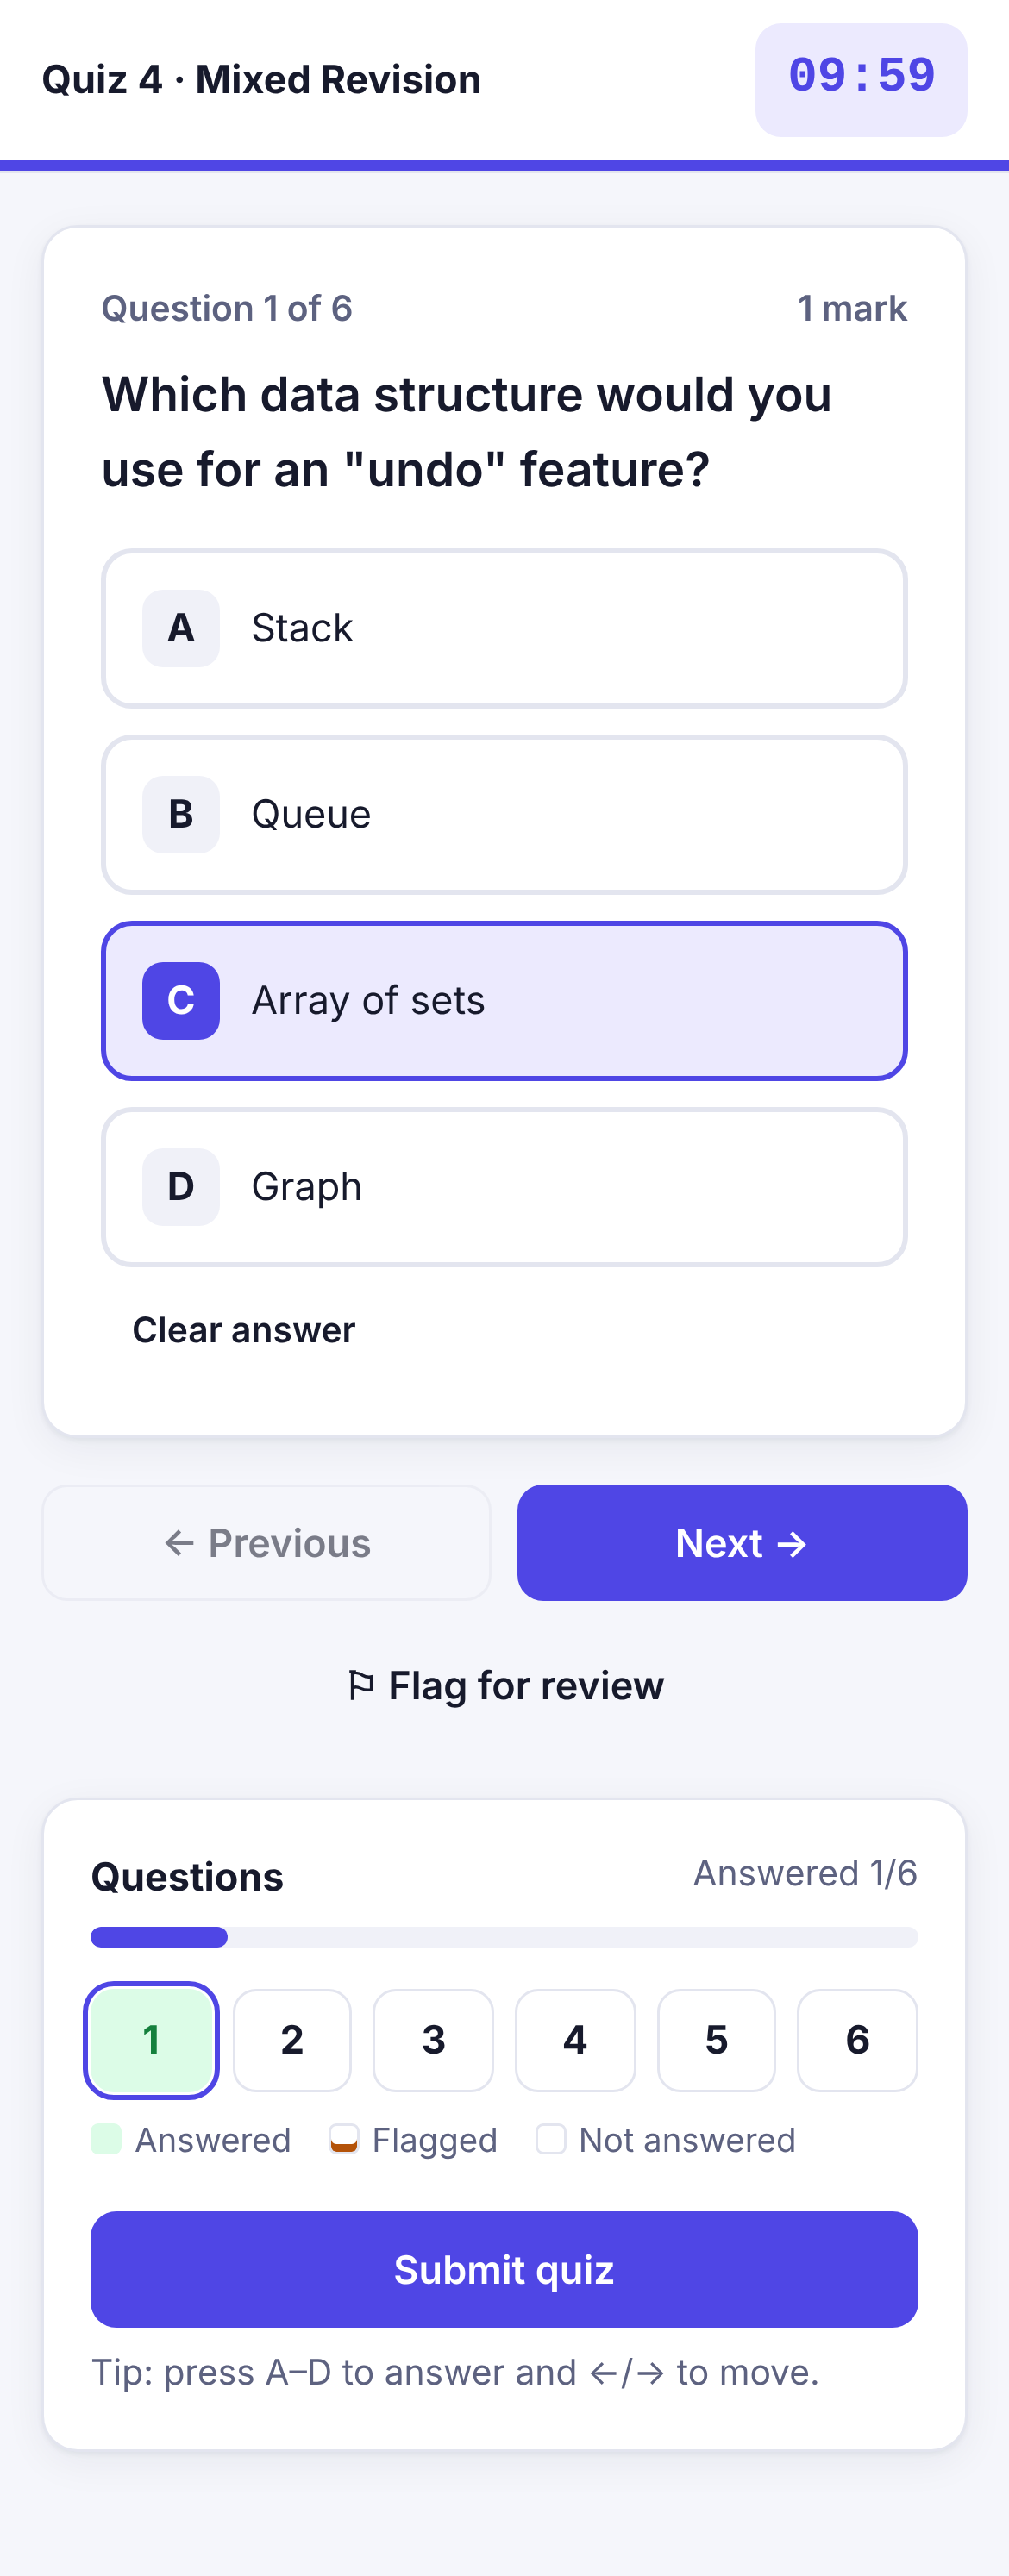 Quiz 4 · Mixed Revision
09:59
Question 1 of 6
1 mark
Which data structure would you
use for an "undo" feature?
A Stack
B Queue
C Array of sets
D Graph
Clear answer
← Previous
Next →
⚐ Flag for review
Questions
Answered 1/6
1 2 3 4 5 6
Answered Flagged Not answered
Submit quiz
Tip: press A–D to answer and ←/→ to move.